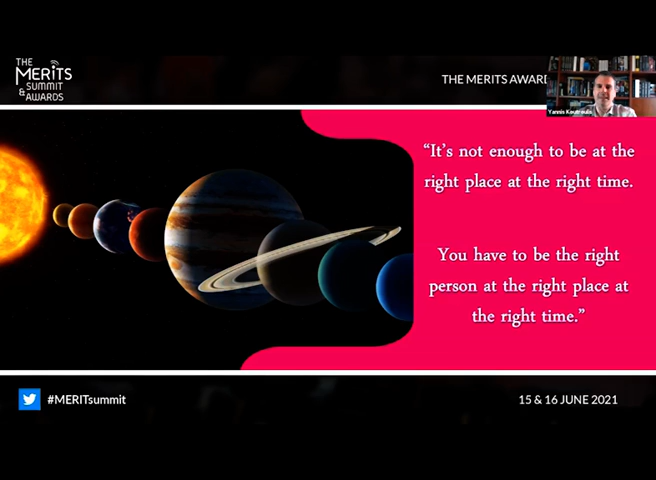 THE
MERITS
SUMMIT
& AWARDS
THE MERITS AWARD
Yannis
“It’s not enough to be at the
right place at the right time.
You have to be the right
person at the right place at
the right time.”
#MERITsummit
15 & 16 JUNE 2021